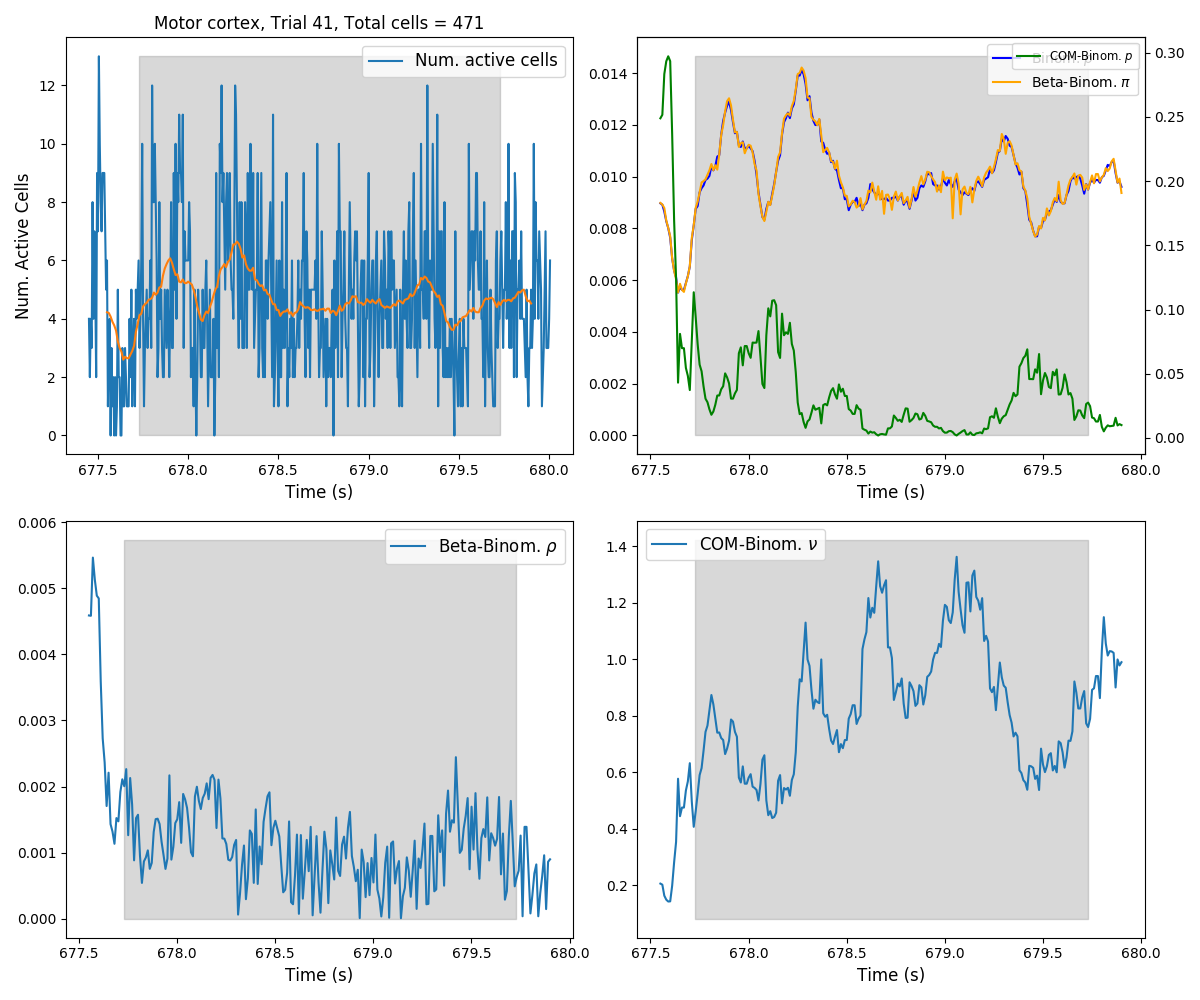 Motor cortex, Trial 41, Total cells = 471
Num. active cells
12
10
8
6
4
2
0
Num. Active Cells
677.5 678.0 678.5 679.0 679.5 680.0
Time (s)
COM-Binom. p
Beta-Binom. π
0.014
0.012
0.010
0.008
0.006
0.004
0.002
0.000
0.30
0.25
0.20
0.15
0.10
0.05
0.00
677.5 678.0 678.5 679.0 679.5 680.0
Time (s)
Beta-Binom. ρ
0.006
0.005
0.004
0.003
0.002
0.001
0.000
677.5 678.0 678.5 679.0 679.5 680.0
Time (s)
COM-Binom. ν
1.4
1.2
1.0
0.8
0.6
0.4
0.2
677.5 678.0 678.5 679.0 679.5 680.0
Time (s)